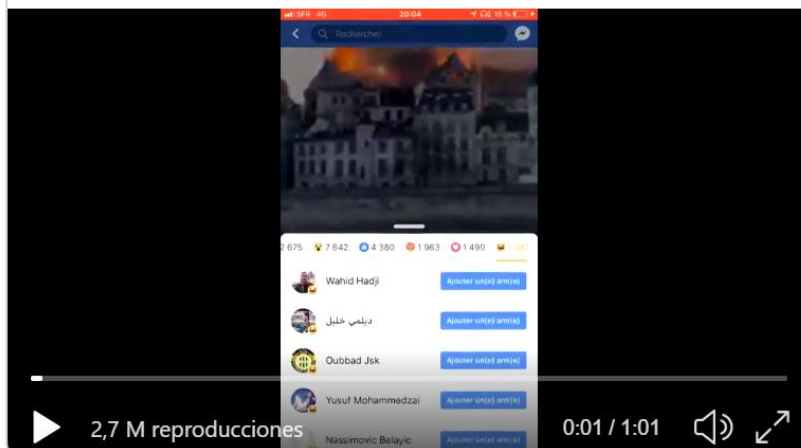 SFR 4G 20:04 15 %
Rechercher
2 675 7 642 4 380 1 963 1 490
Wahid Hadji Ajouter un(e) ami(e)
ديلمي خليل Ajouter un(e) ami(e)
Oubbad Jsk Ajouter un(e) ami(e)
Yusuf Mohammedzai Ajouter un(e) ami(e)
Nassimovic Belayic
2,7 M reproducciones 0:01 / 1:01